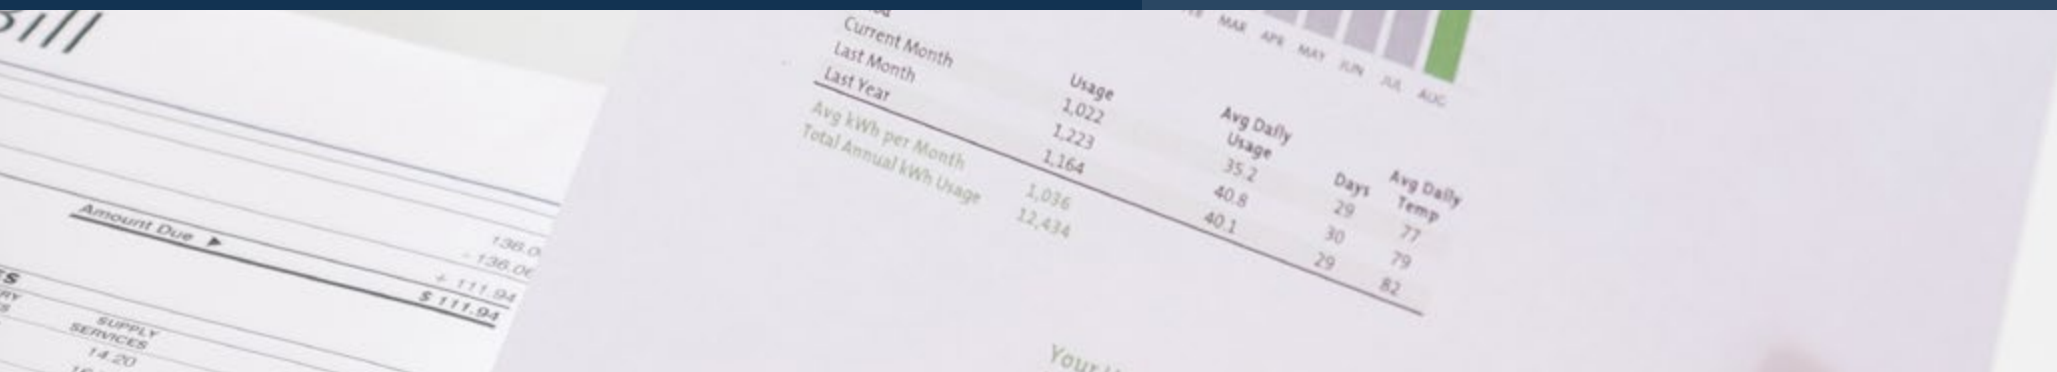 Bill
138.0
- 136.06
+ 111.94
Amount Due ▶ $ 111.94
SUPPLY
SERVICES
14.20
MAR APR MAY JUN JUL AUG
Usage Avg Daily Usage Days Avg Daily Temp
Current Month 1,022 35.2 29 77
Last Month 1,223 40.8 30 79
Last Year 1,164 40.1 29 82
Avg kWh per Month 1,036
Total Annual kWh Usage 12,434
Your